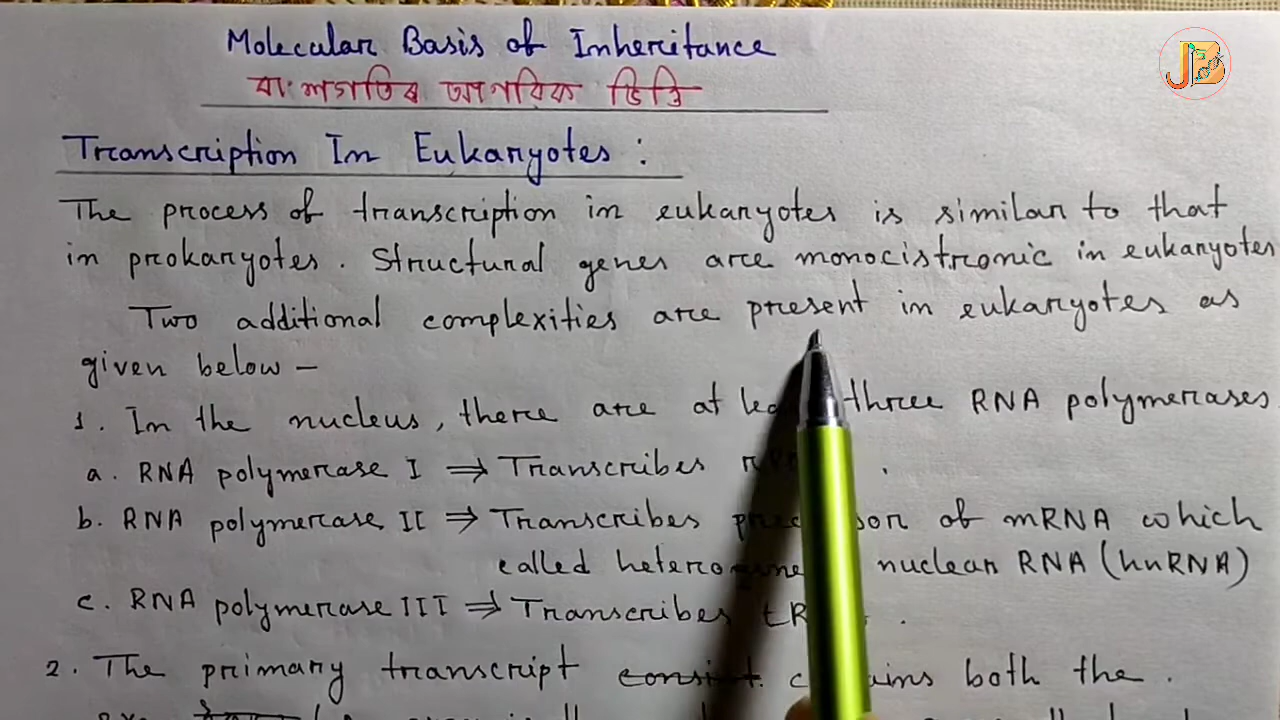 Molecular Basis of Inheritance
বংশগতির আণবিক ভিত্তি
Transcription In Eukaryotes :
The process of transcription in eukaryotes is similar to that
in prokaryotes. Structural genes are monocistronic in eukaryotes
Two additional complexities are present in eukaryotes as
given below –
1. In the nucleus, there are at three RNA polymerases
a. RNA polymerase I ⇒ Transcribes .
b. RNA polymerase II ⇒ Transcribes of mRNA which
called nuclear RNA (hnRNA)
c. RNA polymerase III ⇒ Transcribes .
2. The primary transcript consist. both the .
JB